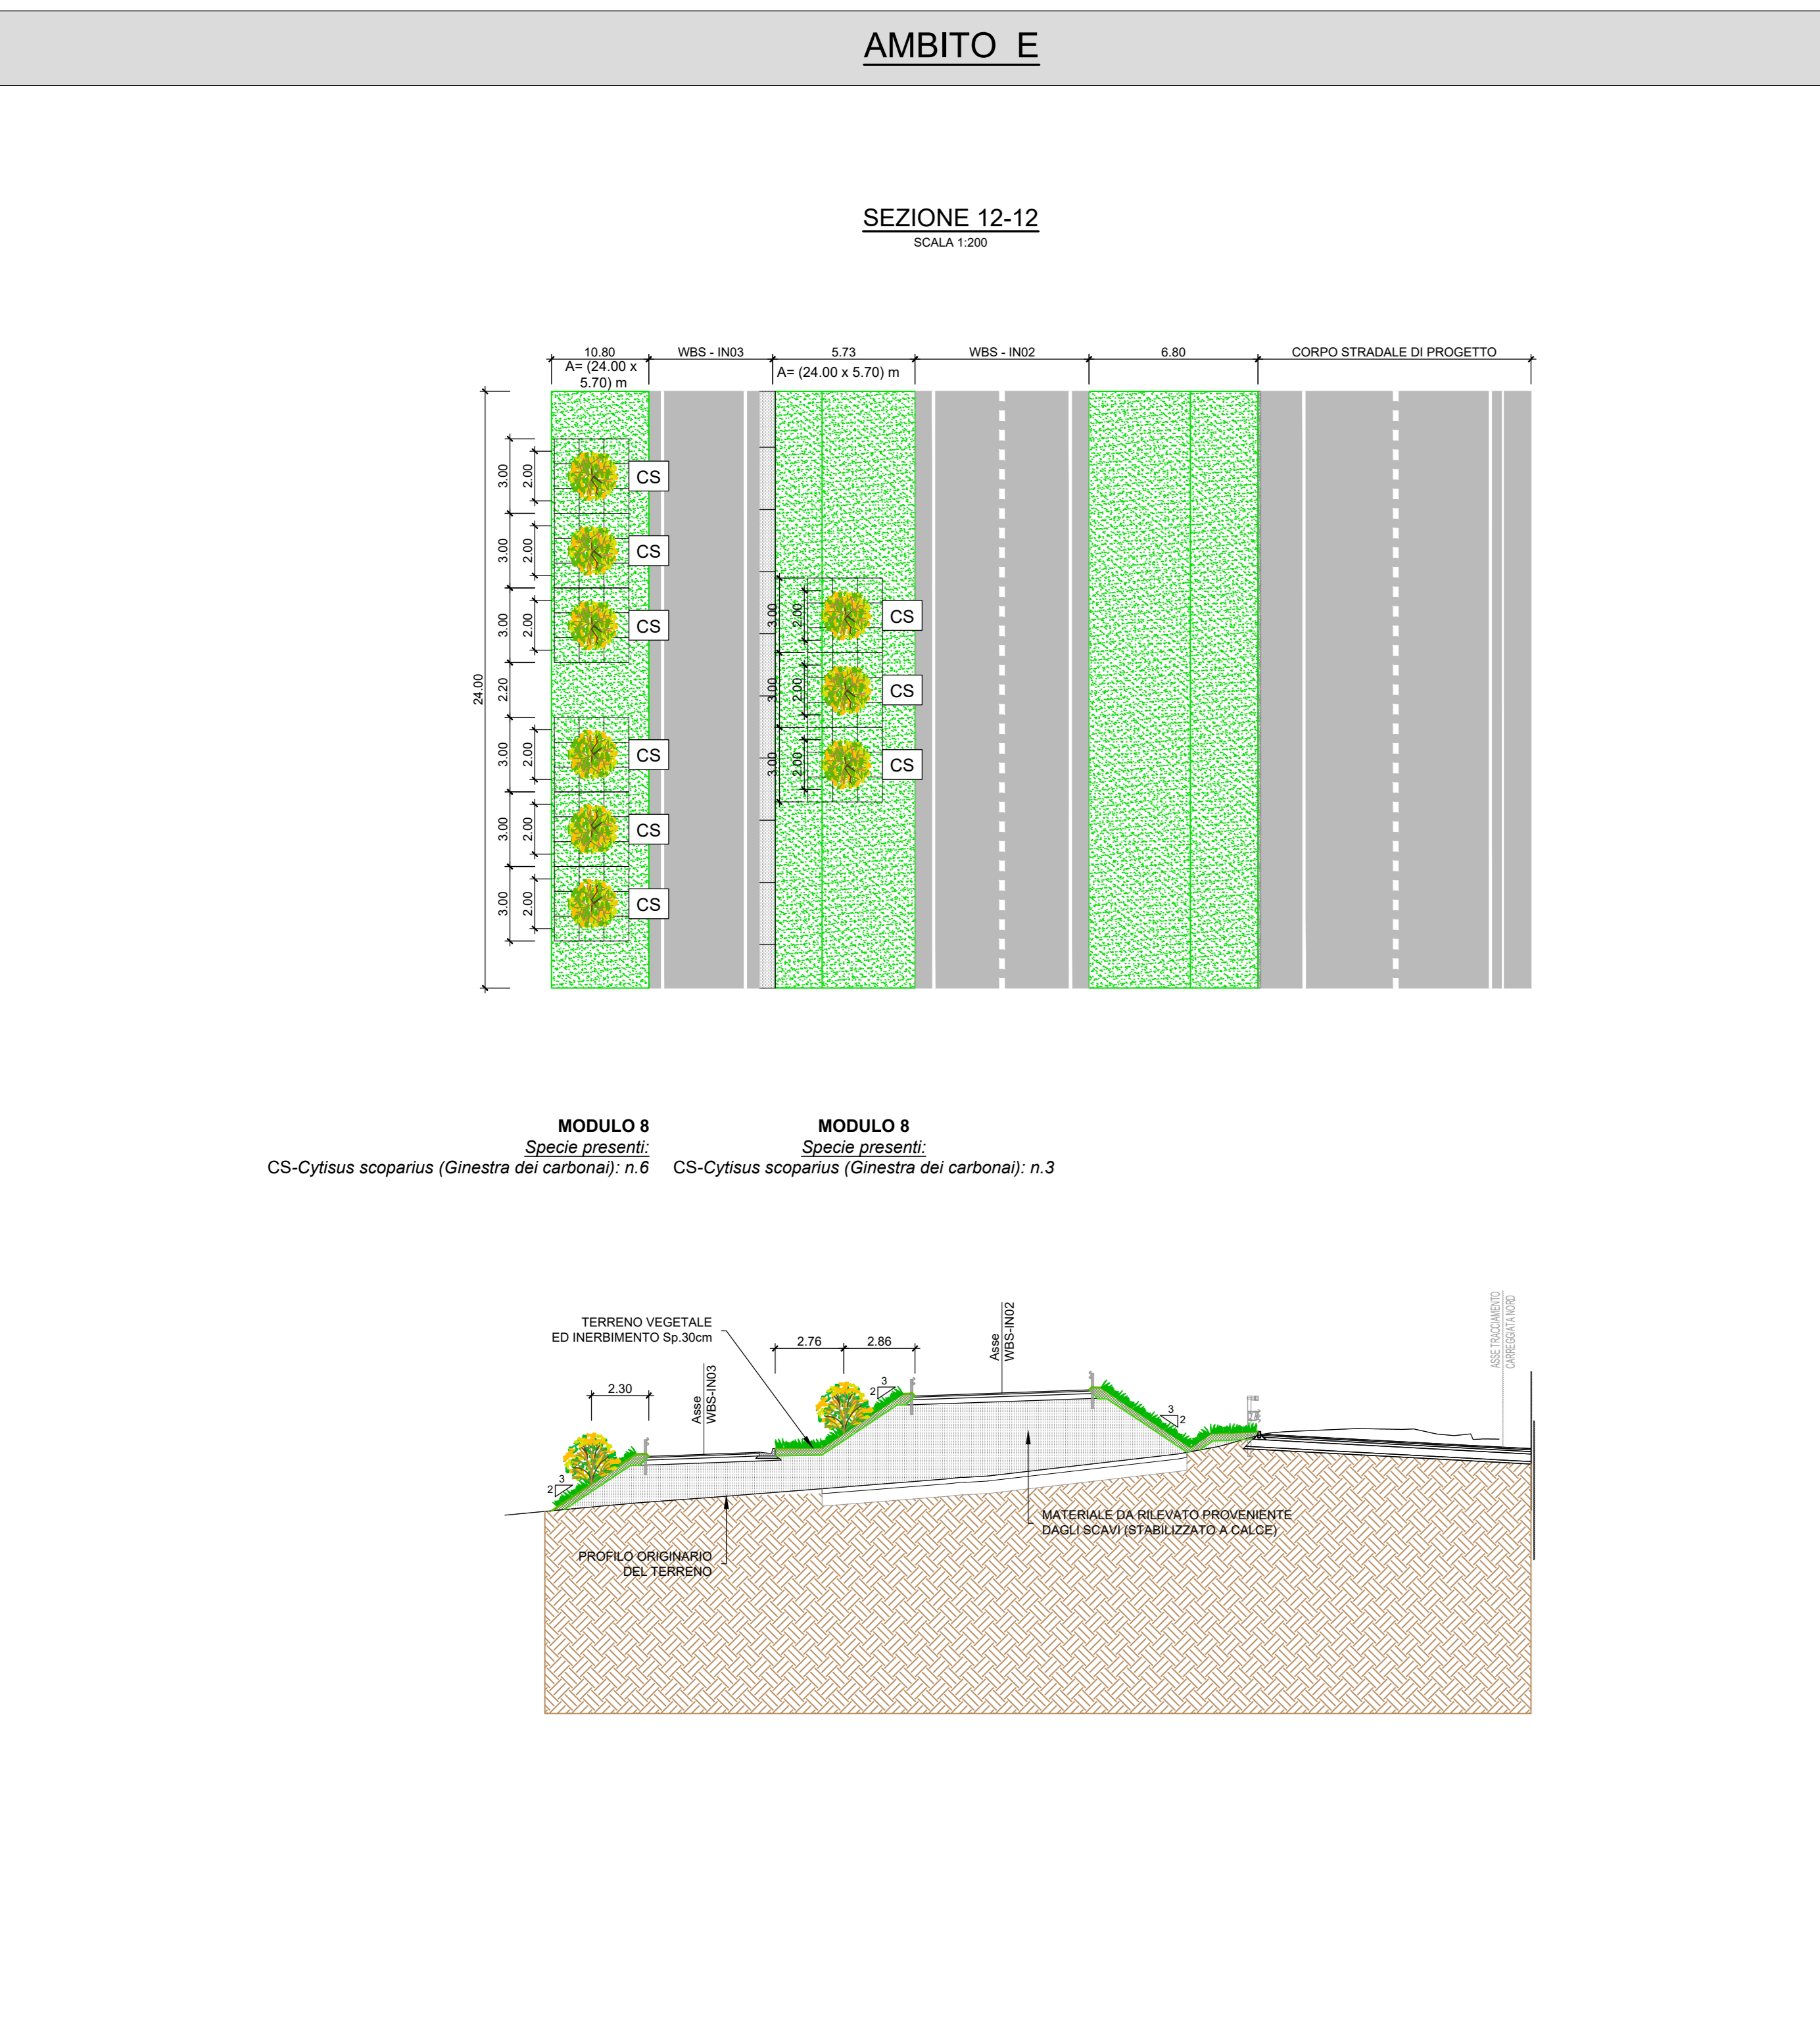 AMBITO E
SEZIONE 12-12
SCALA 1:200
10.80
WBS - IN03
5.73
WBS - IN02
6.80
CORPO STRADALE DI PROGETTO
A= (24.00 x
5.70) m
A= (24.00 x 5.70) m
24.00
3.00
2.00
CS
3.00
2.00
CS
3.00
2.00
CS
2.20
3.00
2.00
CS
3.00
2.00
CS
3.00
2.00
CS
3.00
2.00
CS
3.00
2.00
CS
3.00
2.00
CS
MODULO 8
Specie presenti:
CS-Cytisus scoparius (Ginestra dei carbonai): n.6
MODULO 8
Specie presenti:
CS-Cytisus scoparius (Ginestra dei carbonai): n.3
TERRENO VEGETALE
ED INERBIMENTO Sp.30cm
2.76
2.86
2.30
Asse
WBS-IN03
Asse
WBS-IN02
ASSE TRACCIAMENTO
CARREGGIATA NORD
3
2
3
2
3
2
MATERIALE DA RILEVATO PROVENIENTE
DAGLI SCAVI (STABILIZZATO A CALCE)
PROFILO ORIGINARIO
DEL TERRENO